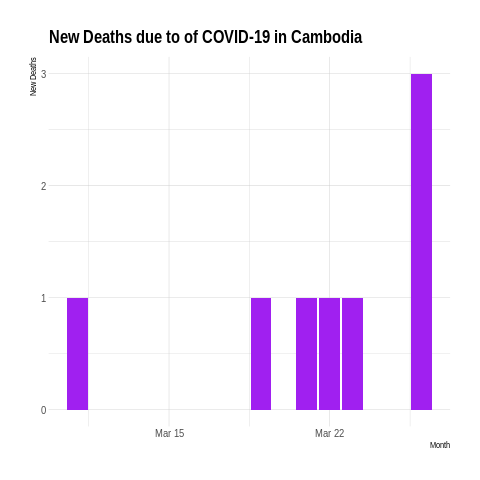 New Deaths due to of COVID-19 in Cambodia
New Deaths
3
2
1
0
Mar 15 Mar 22
Month